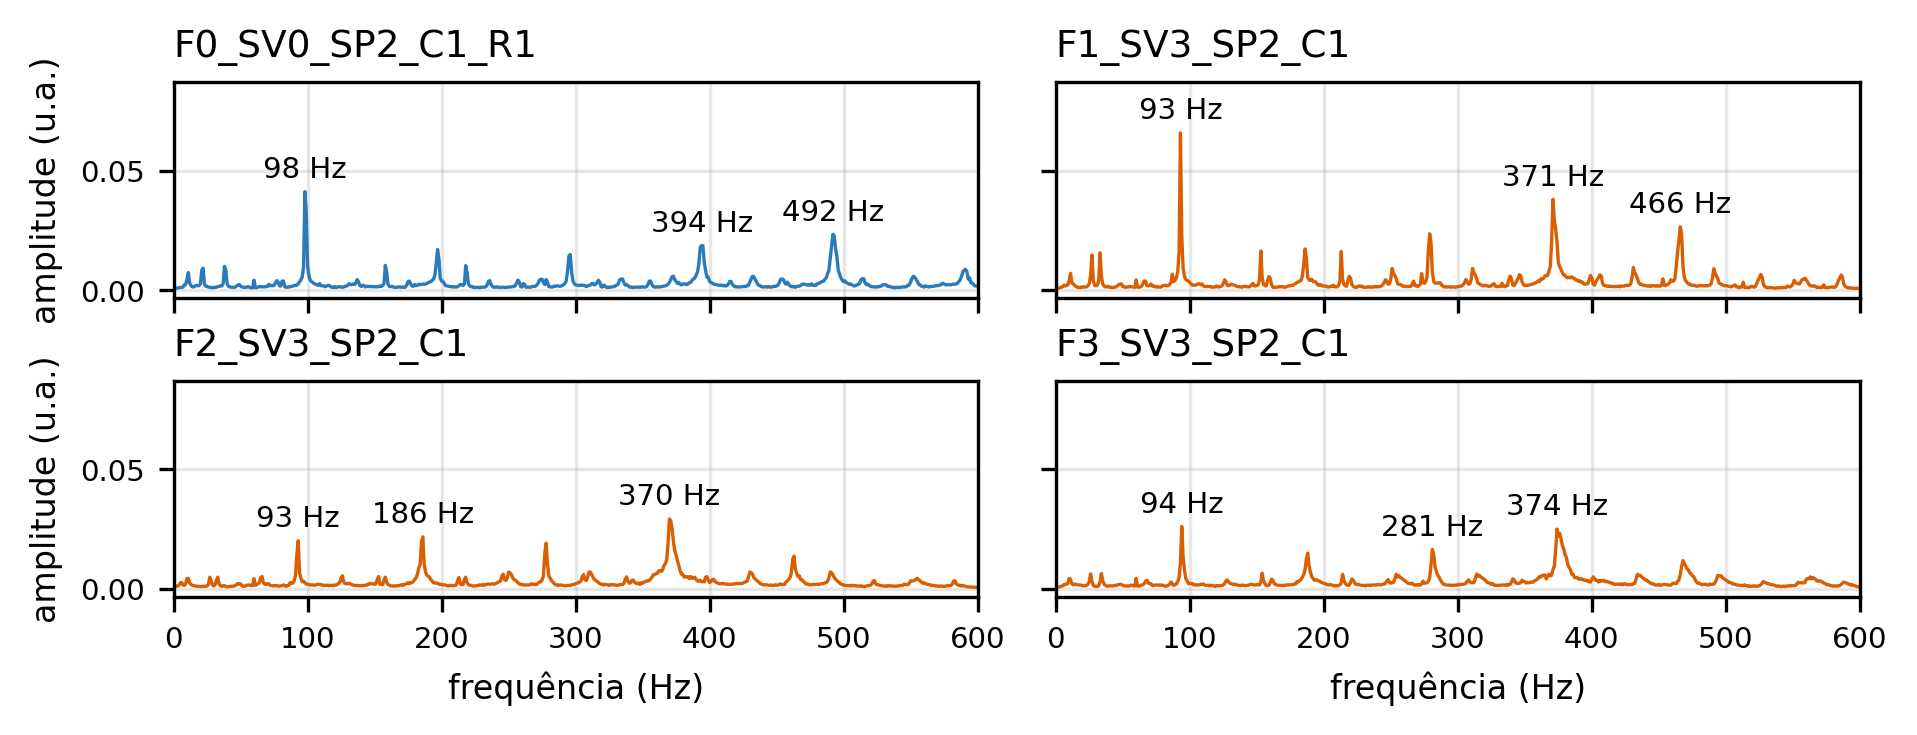 F0_SV0_SP2_C1_R1
amplitude (u.a.)
0.05
0.00
98 Hz
394 Hz
492 Hz
F1_SV3_SP2_C1
93 Hz
371 Hz
466 Hz
F2_SV3_SP2_C1
amplitude (u.a.)
0.05
0.00
93 Hz
186 Hz
370 Hz
0 100 200 300 400 500 600
frequência (Hz)
F3_SV3_SP2_C1
94 Hz
281 Hz
374 Hz
0 100 200 300 400 500 600
frequência (Hz)